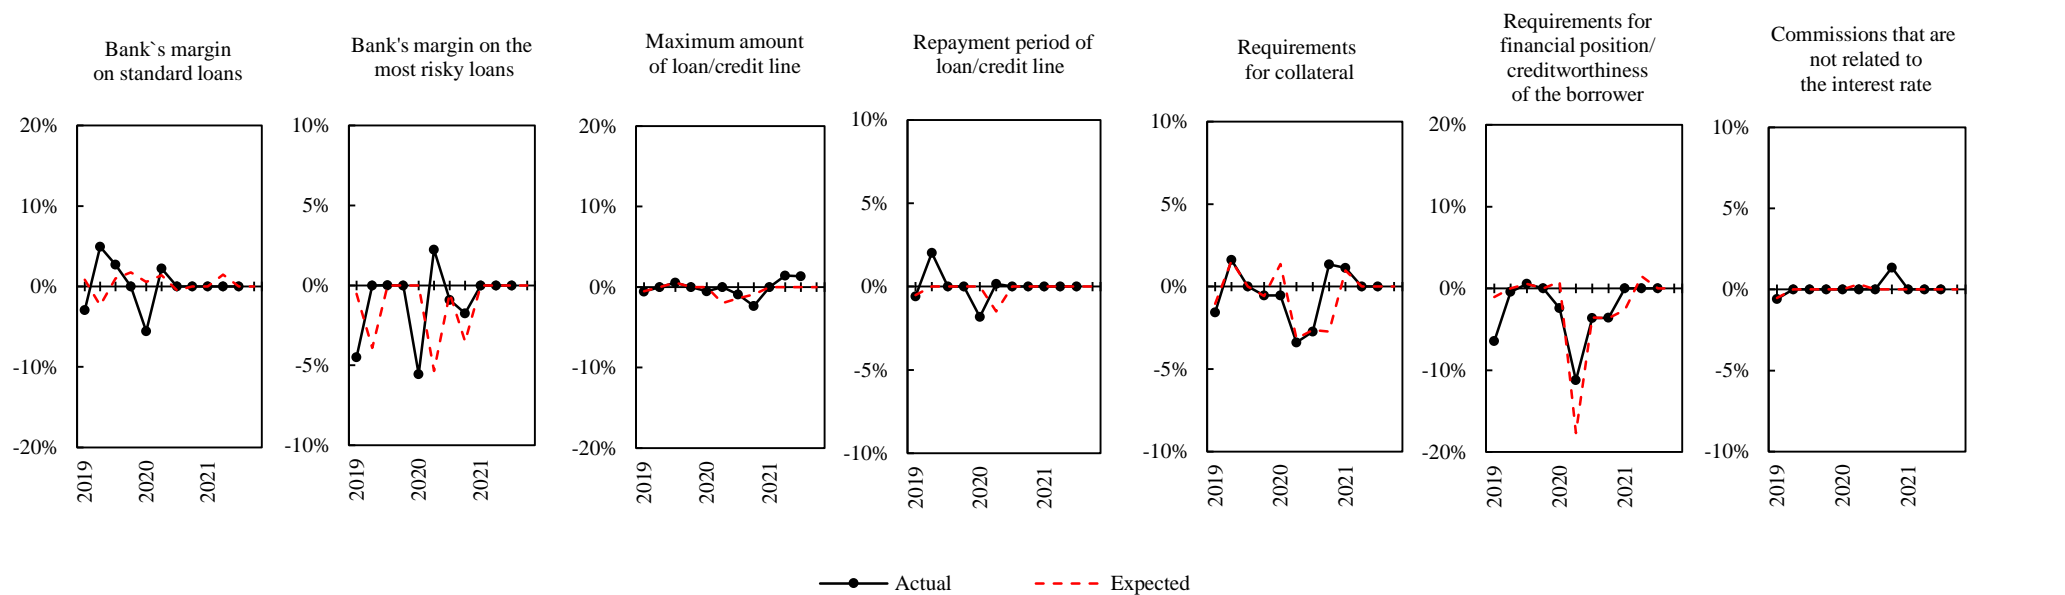 Bank`s margin
on standard loans
20%
10%
0%
-10%
-20%
2019
2020
2021
Bank's margin on the
most risky loans
10%
5%
0%
-5%
-10%
2019
2020
2021
Maximum amount
of loan/credit line
20%
10%
0%
-10%
-20%
2019
2020
2021
Repayment period of
loan/credit line
10%
5%
0%
-5%
-10%
2019
2020
2021
Requirements
for collateral
10%
5%
0%
-5%
-10%
2019
2020
2021
Requirements for
financial position/
creditworthiness
of the borrower
20%
10%
0%
-10%
-20%
2019
2020
2021
Commissions that are
not related to
the interest rate
10%
5%
0%
-5%
-10%
2019
2020
2021
Actual
Expected